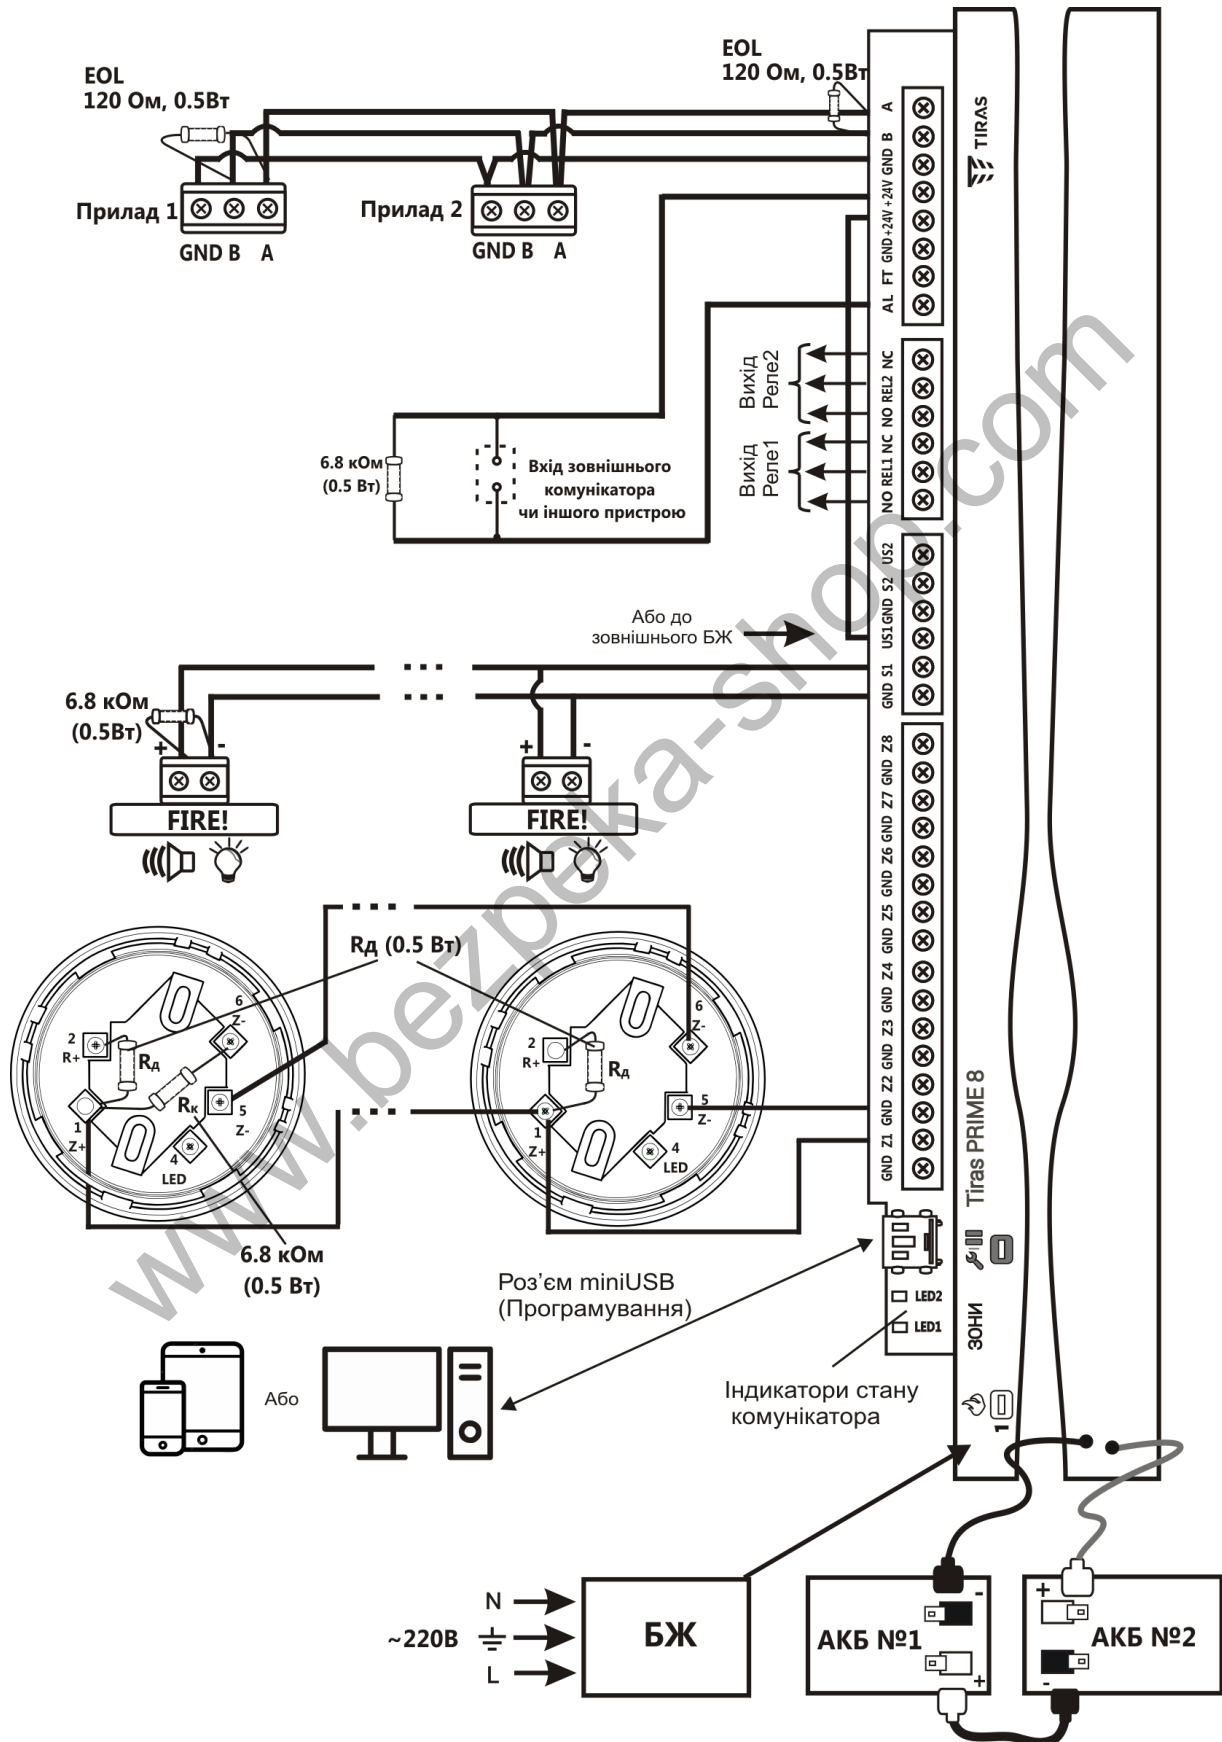 EOL
120 Ом, 0.5Вт
EOL
120 Ом, 0.5Вт
Прилад 1
GND B A
Прилад 2
GND B A
A
B
GND
+24V
+24V
GND
FT
AL
TIRAS
Вихід
Реле2
NC
REL2
NO
Вихід
Реле1
NC
REL1
NO
6.8 кОм
(0.5 Вт)
Вхід зовнішнього
комунікатора
чи іншого пристрою
US2
S2
GND
US1
S1
GND
Або до
зовнішнього БЖ
6.8 кОм
(0.5Вт)
+ -
FIRE!
+ -
FIRE!
Z8
GND
Z7
GND
Z6
GND
Z5
GND
Z4
GND
Z3
GND
Z2
GND
Z1
GND
Rд (0.5 Вт)
6
Z-
2
R+
Rд
Rк
5
Z-
1
Z+
4
LED
6
Z-
2
R+
Rд
5
Z-
1
Z+
4
LED
6.8 кОм
(0.5 Вт)
Tiras PRIME 8
Роз’єм miniUSB
(Програмування)
LED2
LED1
ЗОНИ
1
Або
Індикатори стану
комунікатора
N
~220В
L
БЖ
-
АКБ №1
+
+
АКБ №2
-
www.bezpeka-shop.com